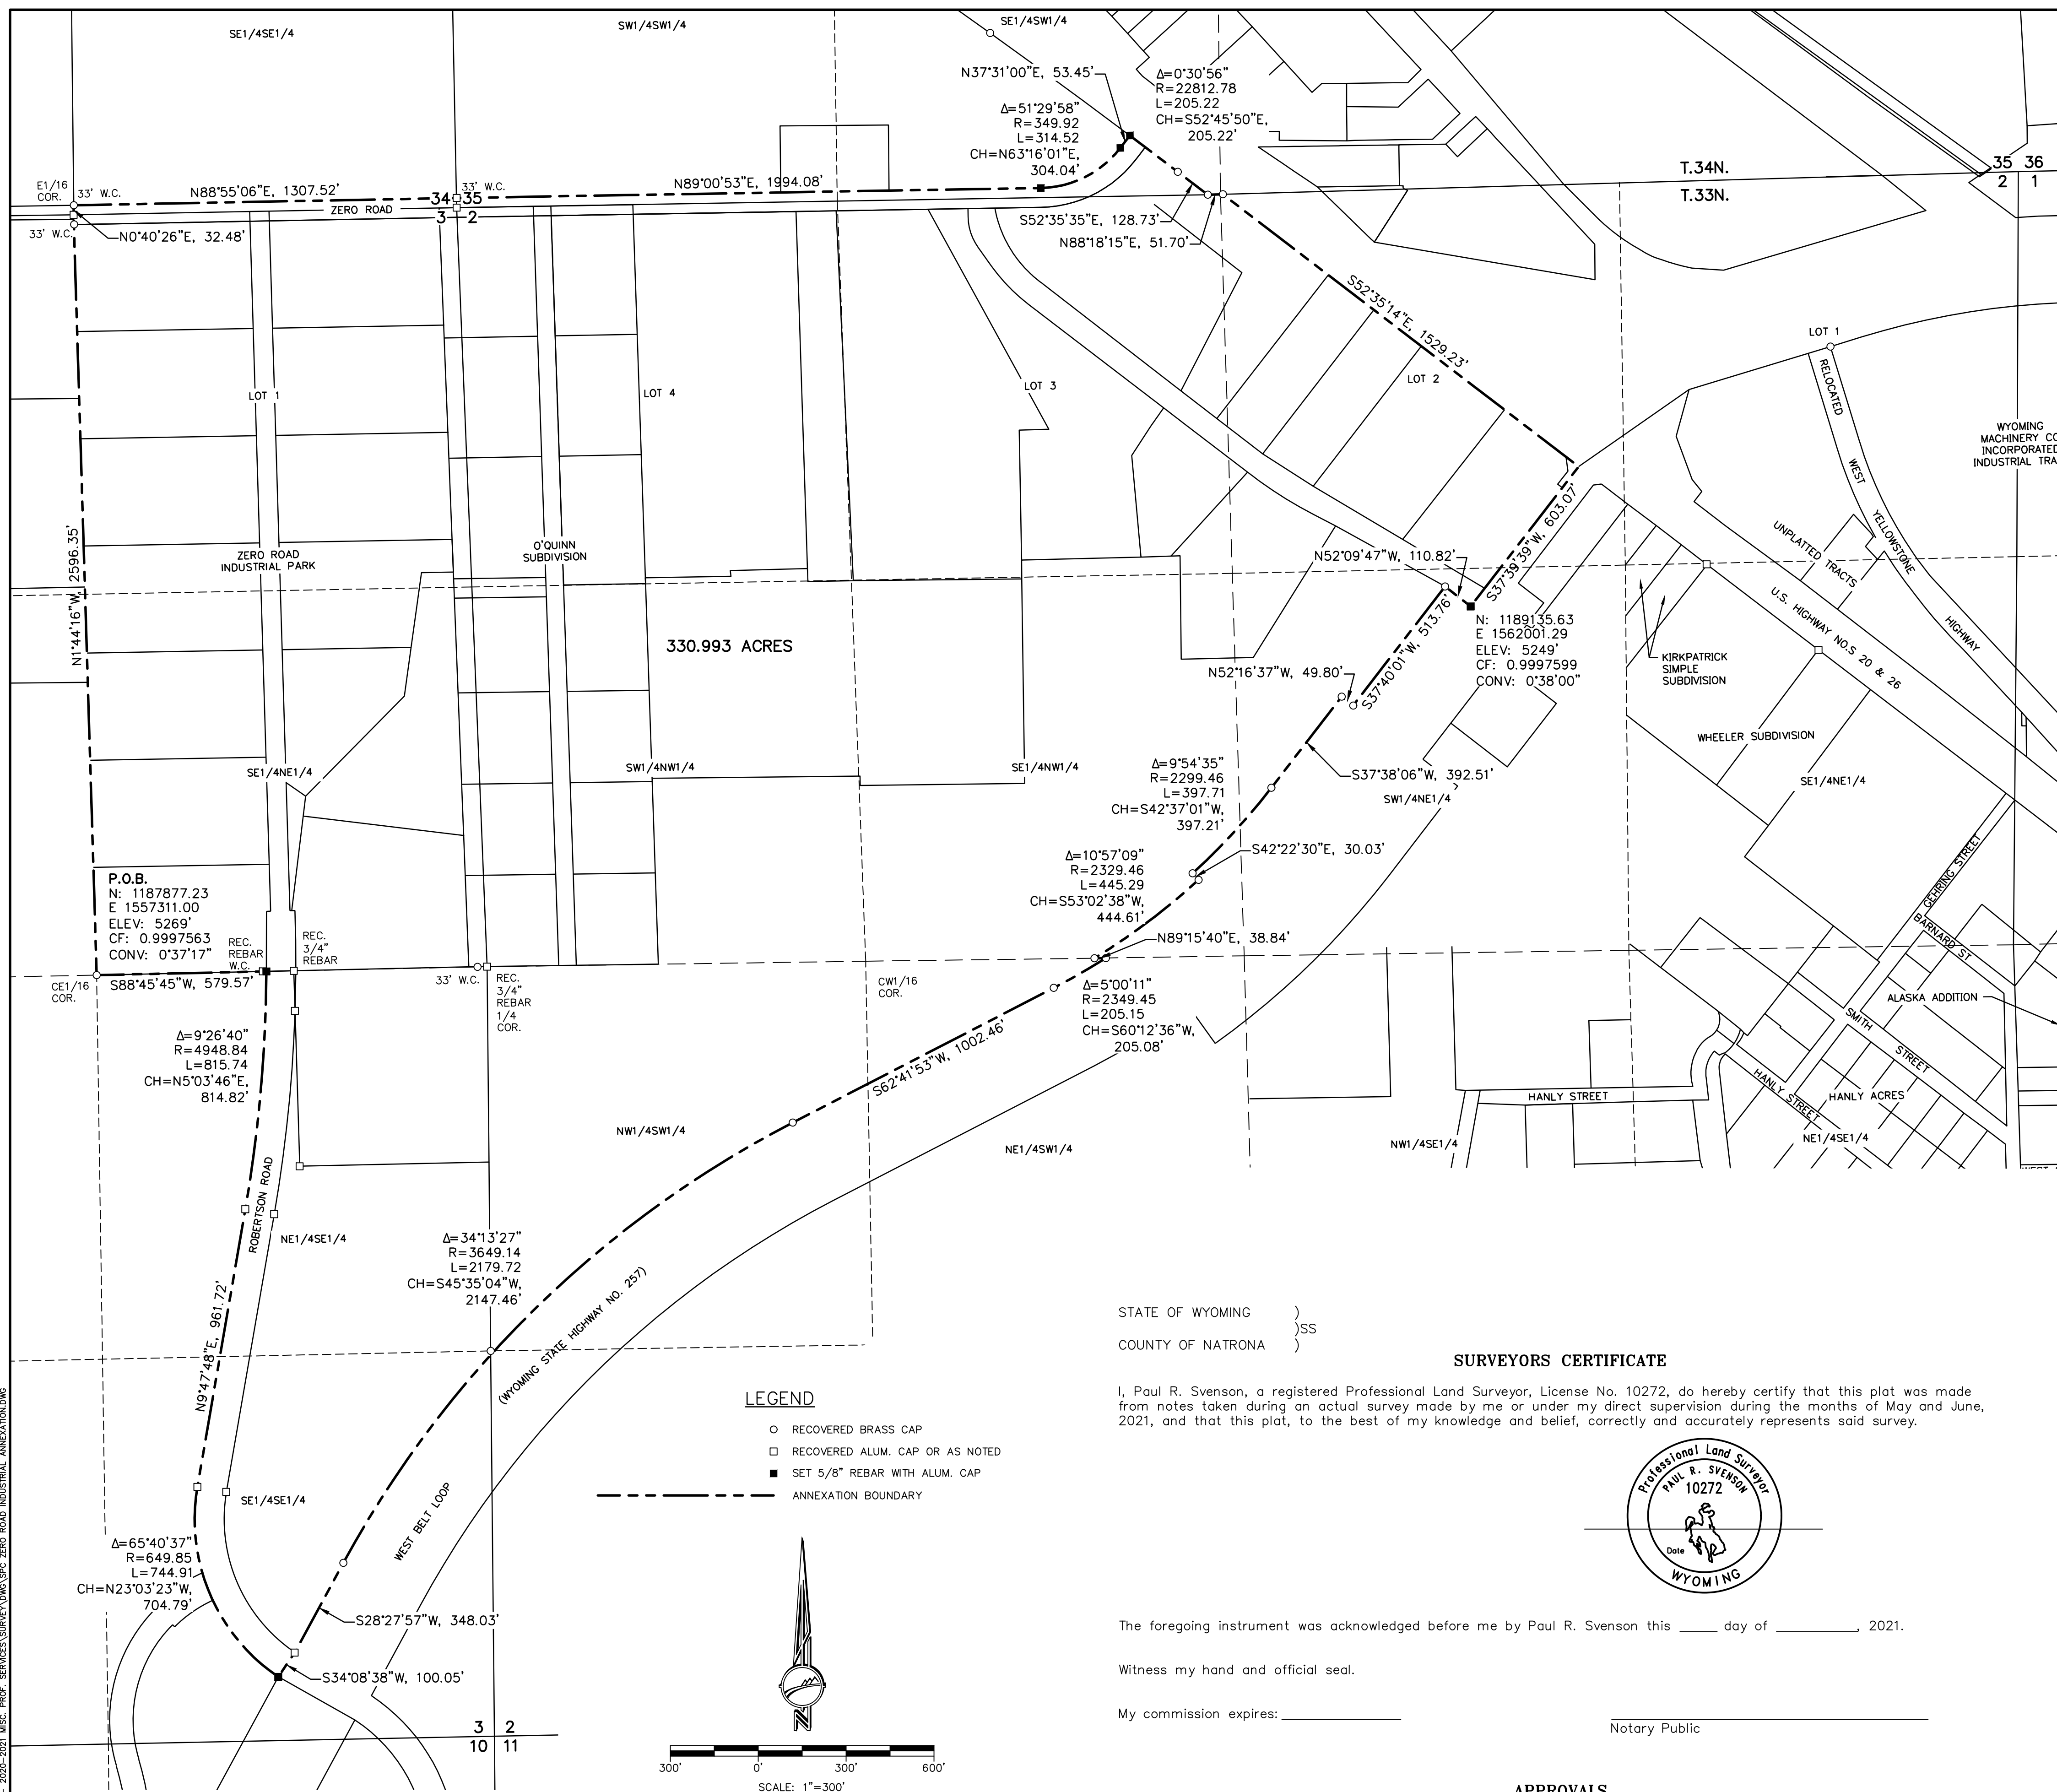 SE1/4SE1/4
SW1/4SW1/4
SE1/4SW1/4
N37°31'00"E, 53.45'
Δ=0°30'56"
R=22812.78
L=205.22
CH=S52°45'50"E,
205.22'
Δ=51°29'58"
R=349.92
L=314.52
CH=N63°16'01"E,
304.04'
T.34N.
T.33N.
35 36
2 1
E1/16
COR.
33' W.C.
N88°55'06"E, 1307.52'
33' W.C.
34 35
3 2
N89°00'53"E, 1994.08'
ZERO ROAD
33' W.C.
N0°40'26"E, 32.48'
S52°35'35"E, 128.73'
N88°18'15"E, 51.70'
S52°35'14"E, 1529.23'
LOT 1
LOT 4
LOT 3
LOT 2
LOT 1
RELOCATED
WEST
YELLOWSTONE
HIGHWAY
WYOMING
MACHINERY CO
INCORPORATED
INDUSTRIAL TRA
N1°44'16"W, 2596.35'
ZERO ROAD
INDUSTRIAL PARK
O'QUINN
SUBDIVISION
UNPLATTED TRACTS
U.S. HIGHWAY NO.S 20 & 26
N52°09'47"W, 110.82'
S37°39'39"W, 603.07'
N: 1189135.63
E 1562001.29
ELEV: 5249'
CF: 0.9997599
CONV: 0°38'00"
KIRKPATRICK
SIMPLE
SUBDIVISION
330.993 ACRES
N52°16'37"W, 49.80'
S37°40'01"W, 513.76'
WHEELER SUBDIVISION
SE1/4NE1/4
SW1/4NW1/4
SE1/4NW1/4
Δ=9°54'35"
R=2299.46
L=397.71
CH=S42°37'01"W,
397.21'
S37°38'06"W, 392.51'
SW1/4NE1/4
SE1/4NE1/4
Δ=10°57'09"
R=2329.46
L=445.29
CH=S53°02'38"W,
444.61'
S42°22'30"E, 30.03'
P.O.B.
N: 1187877.23
E 1557311.00
ELEV: 5269'
CF: 0.9997563
CONV: 0°37'17"
REC.
REBAR
W.C.
REC.
3/4"
REBAR
N89°15'40"E, 38.84'
GEHRING STREET
BARNARD ST
CE1/16
COR.
S88°45'45"W, 579.57'
33' W.C.
REC.
3/4"
REBAR
1/4
COR.
CW1/16
COR.
Δ=5°00'11"
R=2349.45
L=205.15
CH=S60°12'36"W,
205.08'
ALASKA ADDITION
SMITH
STREET
Δ=9°26'40"
R=4948.84
L=815.74
CH=N5°03'46"E,
814.82'
S62°41'53"W, 1002.46'
HANLY STREET
HANLY STREET
HANLY ACRES
NW1/4SW1/4
NE1/4SW1/4
NW1/4SE1/4
NE1/4SE1/4
ROBERTSON ROAD
NE1/4SE1/4
Δ=34°13'27"
R=3649.14
L=2179.72
CH=S45°35'04"W,
2147.46'
(WYOMING STATE HIGHWAY NO. 257)
N9°47'48"E, 961.72'
SE1/4SE1/4
WEST BELT LOOP
Δ=65°40'37"
R=649.85
L=744.91
CH=N23°03'23"W,
704.79'
S28°27'57"W, 348.03'
S34°08'38"W, 100.05'
3 2
10 11
LEGEND
RECOVERED BRASS CAP
RECOVERED ALUM. CAP OR AS NOTED
SET 5/8" REBAR WITH ALUM. CAP
ANNEXATION BOUNDARY
N
300' 0' 300' 600'
SCALE: 1"=300'
STATE OF WYOMING )
)SS
COUNTY OF NATRONA )
SURVEYORS CERTIFICATE
I, Paul R. Svenson, a registered Professional Land Surveyor, License No. 10272, do hereby certify that this plat was made
from notes taken during an actual survey made by me or under my direct supervision during the months of May and June,
2021, and that this plat, to the best of my knowledge and belief, correctly and accurately represents said survey.
Professional Land Surveyor
PAUL R. SVENSON
10272
Date
WYOMING
The foregoing instrument was acknowledged before me by Paul R. Svenson this _____ day of __________, 2021.
Witness my hand and official seal.
My commission expires: ________________
Notary Public
APPROVALS
2020-2021 MISC. PROF. SERVICES\SURVEY\DWG\SPC ZERO ROAD INDUSTRIAL ANNEXATION.DWG